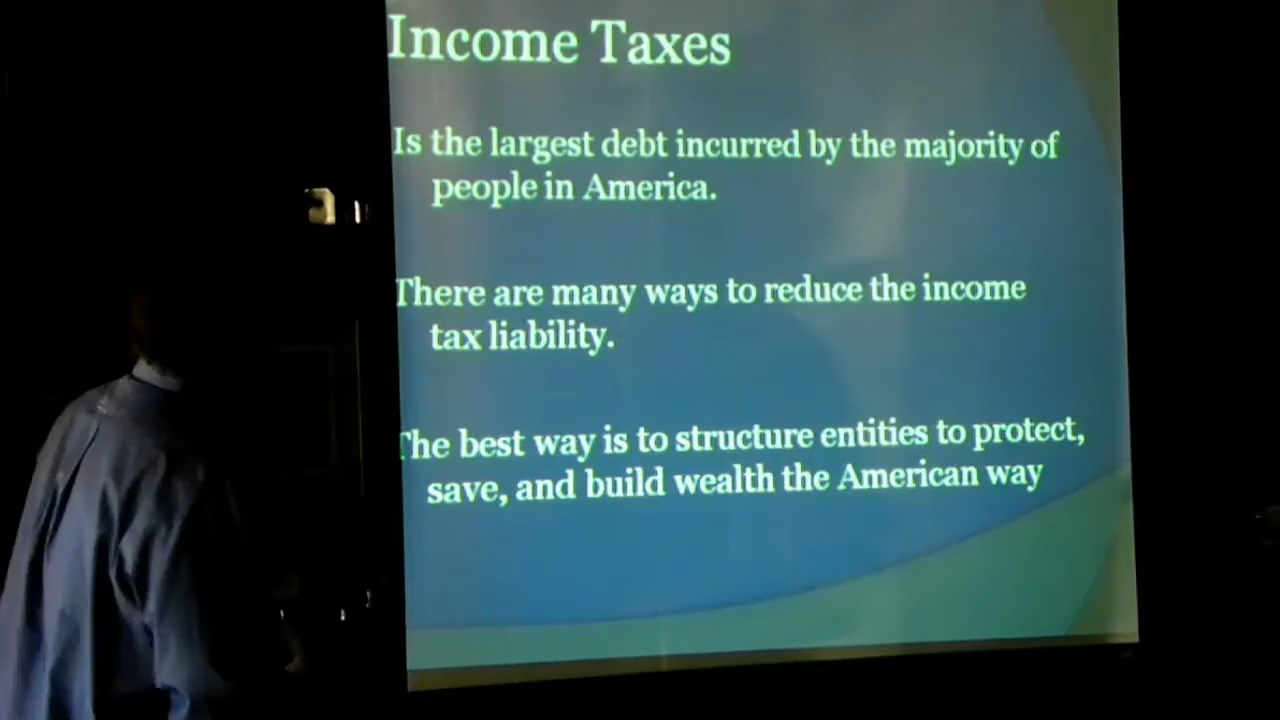 Income Taxes
Is the largest debt incurred by the majority of
people in America.
There are many ways to reduce the income
tax liability.
The best way is to structure entities to protect,
save, and build wealth the American way